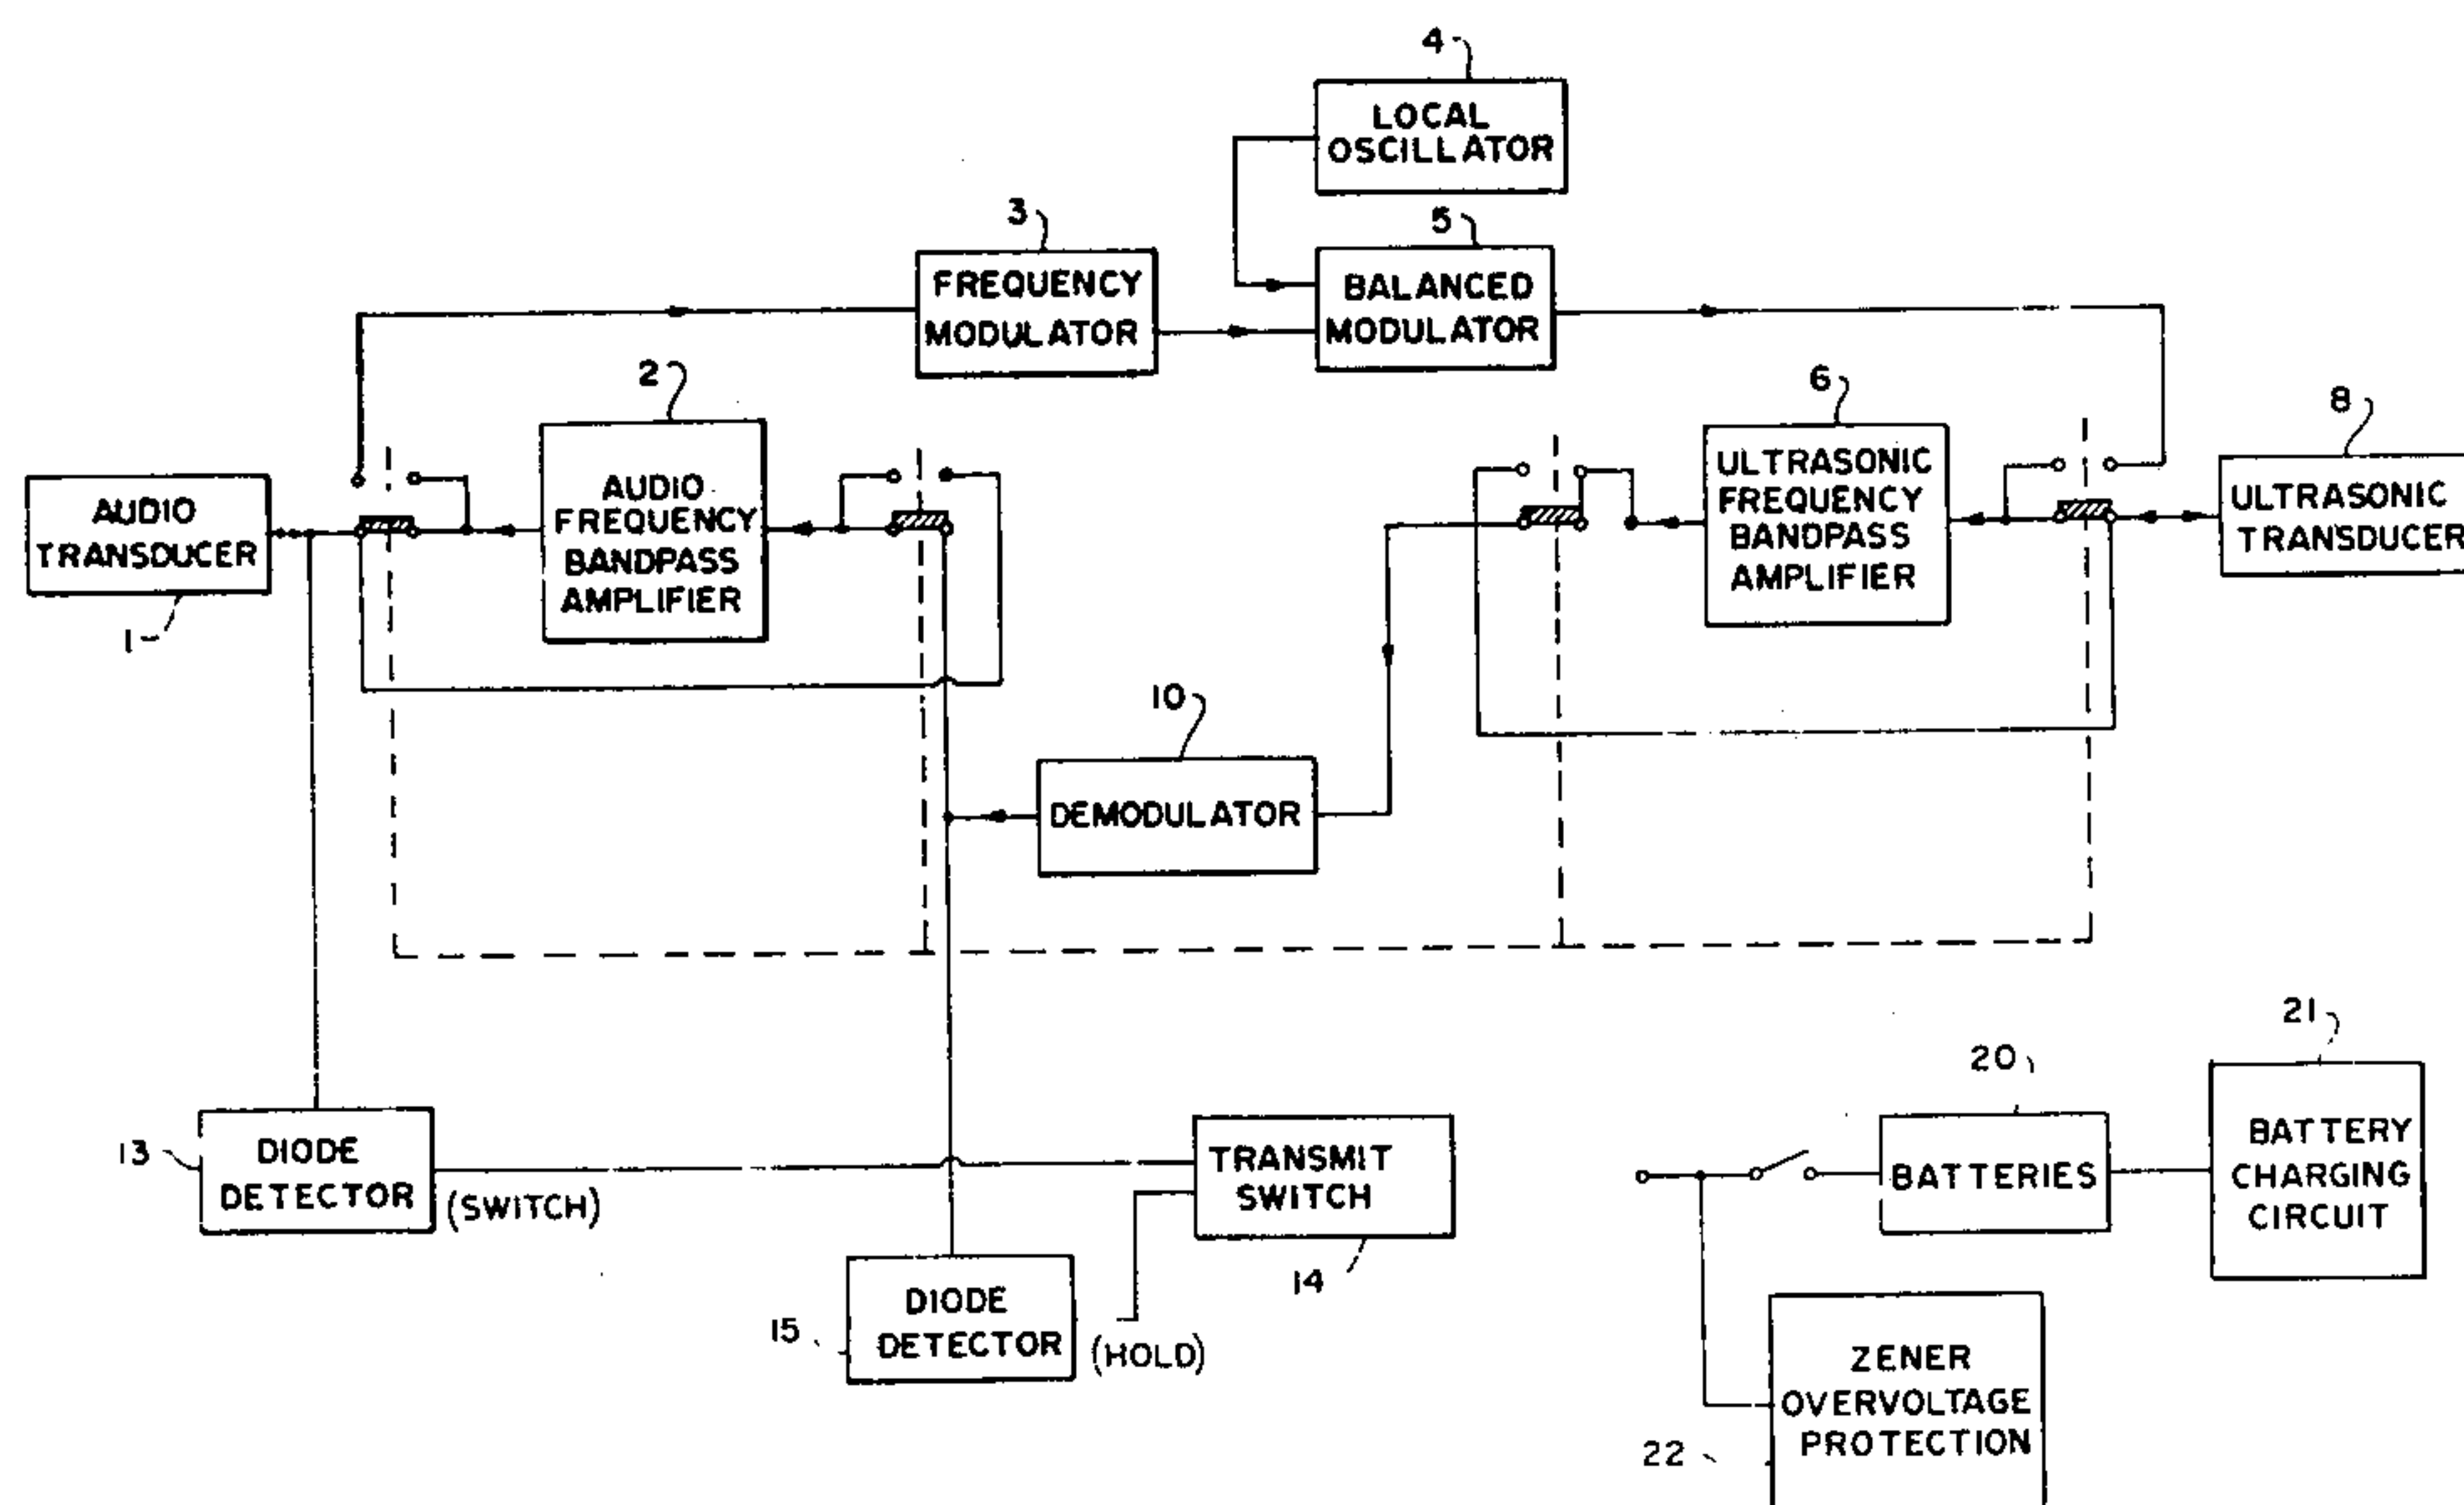 4
LOCAL
OSCILLATOR
3
FREQUENCY
MODULATOR
5
BALANCED
MODULATOR
2
AUDIO
FREQUENCY
BANDPASS
AMPLIFIER
6
ULTRASONIC
FREQUENCY
BANDPASS
AMPLIFIER
8
ULTRASONIC
TRANSDUCER
AUDIO
TRANSDUCER
1
10
DEMODULATOR
13
DIODE
DETECTOR
(SWITCH)
TRANSMIT
SWITCH
14
15
DIODE
DETECTOR
(HOLD)
20
BATTERIES
21
BATTERY
CHARGING
CIRCUIT
ZENER
OVERVOLTAGE
PROTECTION
22